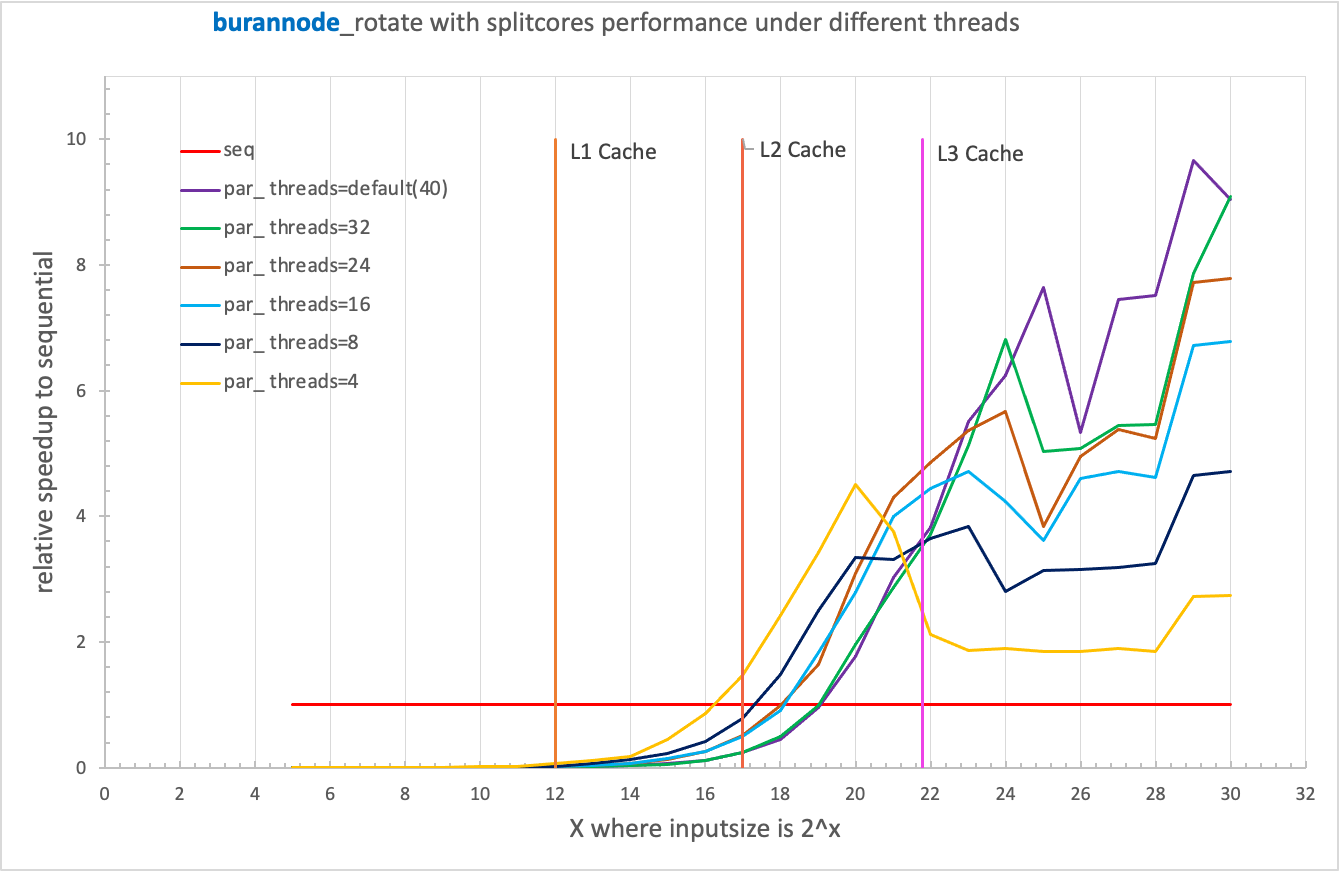 burannode_rotate with splitcores performance under different threads
relative speedup to sequential
10
8
6
4
2
0
seq
par_ threads=default(40)
par_ threads=32
par_ threads=24
par_ threads=16
par_ threads=8
par_ threads=4
L1 Cache
L2 Cache
L3 Cache
0 2 4 6 8 10 12 14 16 18 20 22 24 26 28 30 32
X where inputsize is 2^x